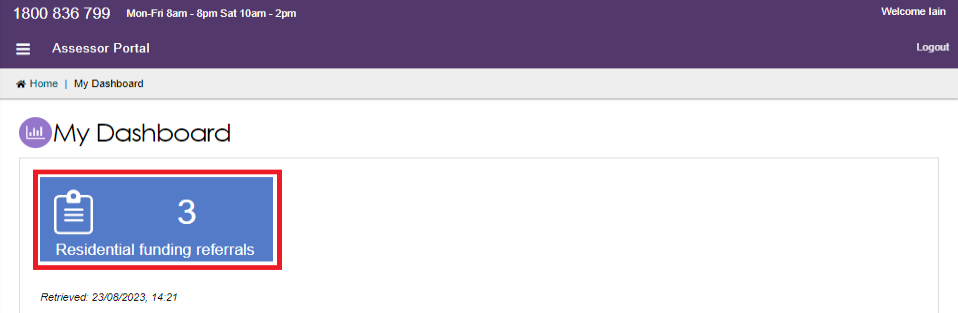 1800 836 799 Mon-Fri 8am - 8pm Sat 10am - 2pm Welcome Iain
Assessor Portal Logout
Home | My Dashboard
My Dashboard
3
Residential funding referrals
Retrieved: 23/08/2023, 14:21